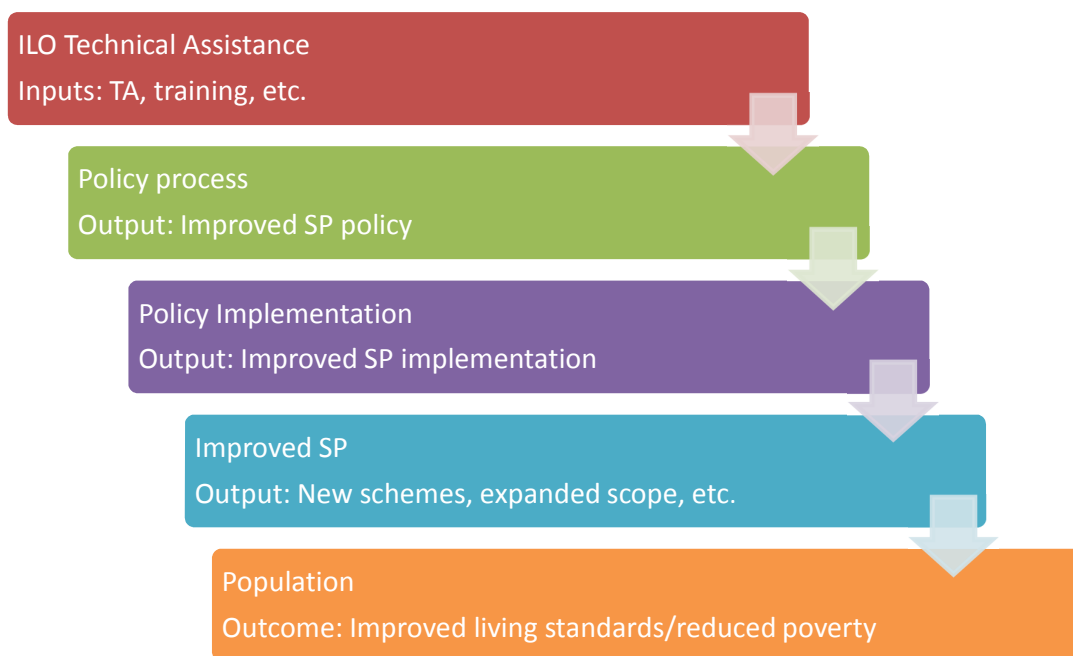 ILO Technical Assistance
Inputs: TA, training, etc.
Policy process
Output: Improved SP policy
Policy Implementation
Output: Improved SP implementation
Improved SP
Output: New schemes, expanded scope, etc.
Population
Outcome: Improved living standards/reduced poverty